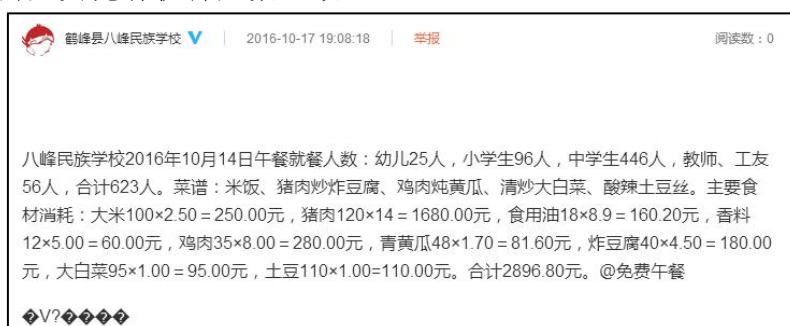 鹤峰县八峰民族学校 V 2016-10-17 19:08:18 举报 阅读数：0
八峰民族学校2016年10月14日午餐就餐人数：幼儿25人，小学生96人，中学生446人，教师、工友
56人，合计623人。菜谱：米饭、猪肉炒炸豆腐、鸡肉炖黄瓜、清炒大白菜、酸辣土豆丝。主要食
材消耗：大米100×2.50＝250.00元，猪肉120×14＝1680.00元，食用油18×8.9＝160.20元，香料
12×5.00＝60.00元，鸡肉35×8.00＝280.00元，青黄瓜48×1.70＝81.60元，炸豆腐40×4.50＝180.00
元，大白菜95×1.00＝95.00元，土豆110×1.00=110.00元。合计2896.80元。@免费午餐
�V?����